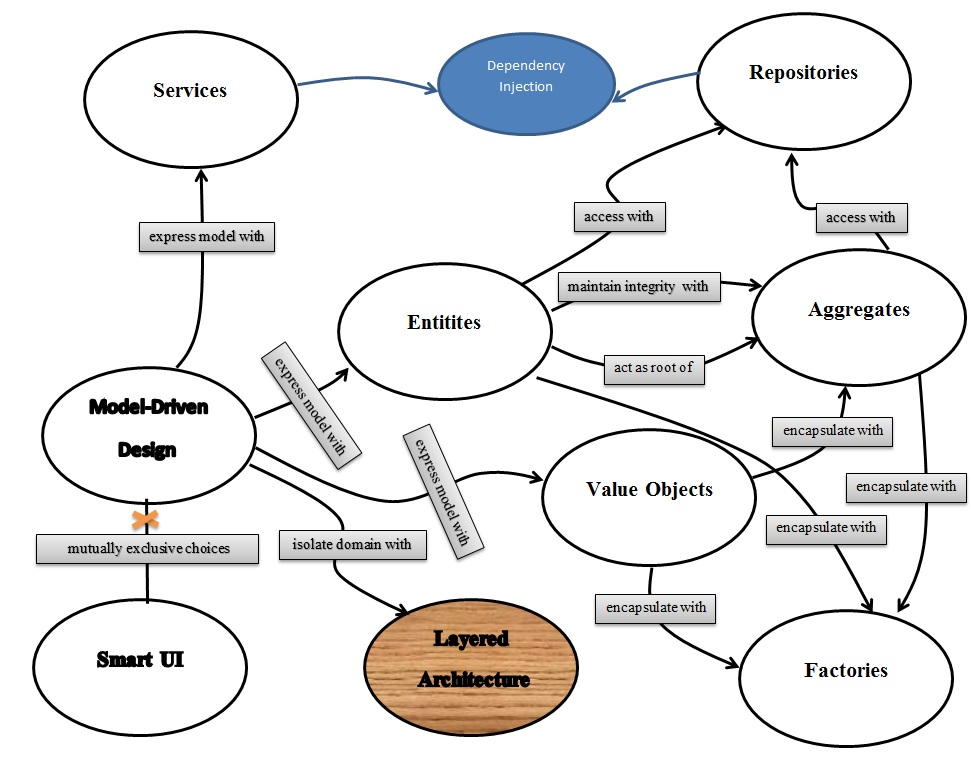 Services
Dependency
Injection
Repositories
access with
access with
express model with
maintain integrity  with
Entitites
Aggregates
act as root of
express model with
Model-Driven
Design
encapsulate with
express model with
Value Objects
encapsulate with
encapsulate with
mutually exclusive choices
isolate domain with
encapsulate with
Smart UI
Layered
Architecture
Factories